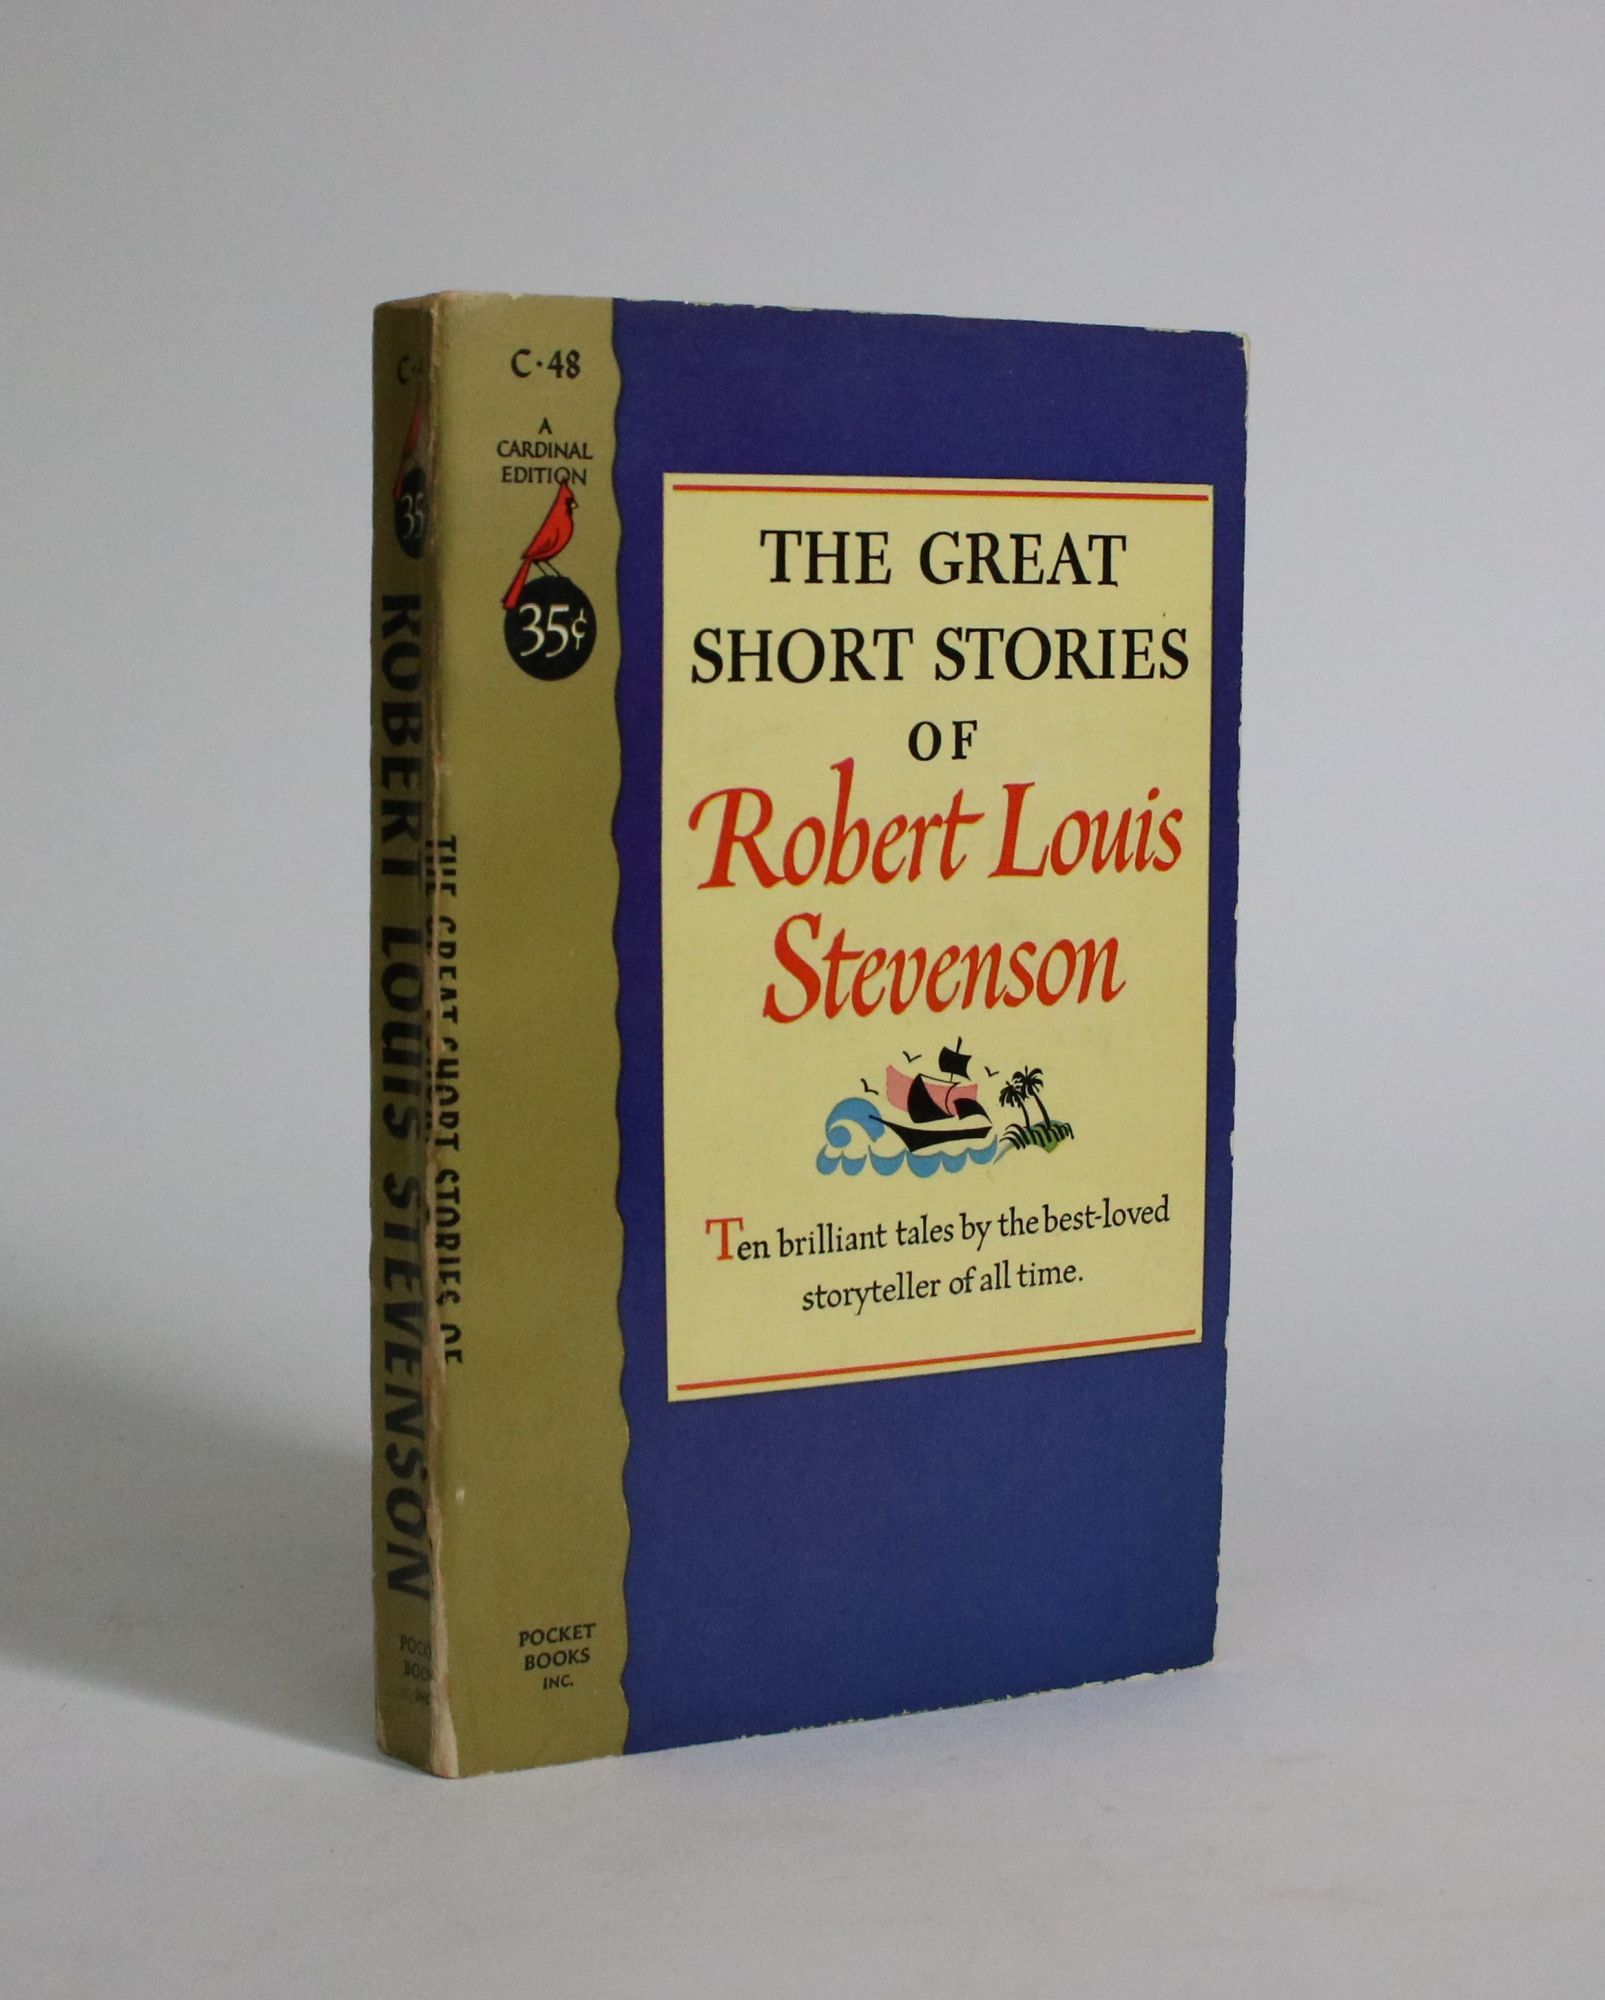 C·48
A
CARDINAL
EDITION
35¢
THE GREAT
SHORT STORIES
OF
Robert Louis
Stevenson
Ten brilliant tales by the best-loved
storyteller of all time.
POCKET
BOOKS
INC.
ROBERT LOUIS STEVENSON
THE GREAT SHORT STORIES OF